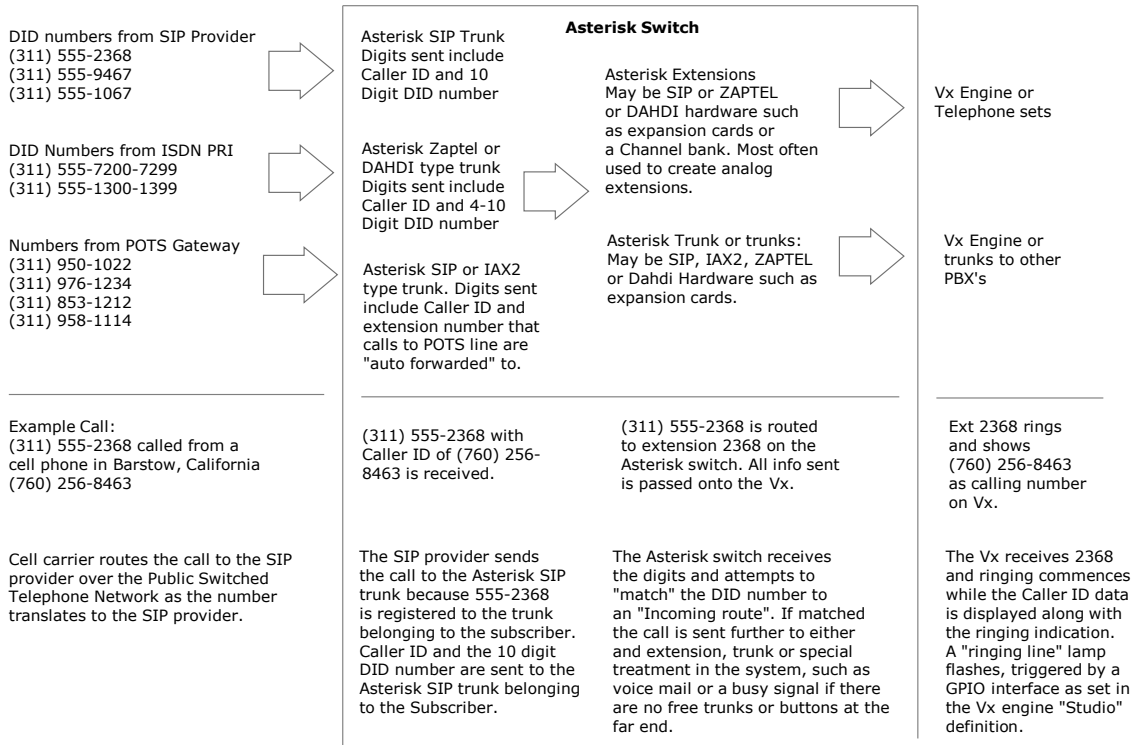 Asterisk Switch
DID numbers from SIP Provider
(311) 555-2368
(311) 555-9467
(311) 555-1067
DID Numbers from ISDN PRI
(311) 555-7200-7299
(311) 555-1300-1399
Numbers from POTS Gateway
(311) 950-1022
(311) 976-1234
(311) 853-1212
(311) 958-1114
Asterisk SIP Trunk
Digits sent include
Caller ID and 10
Digit DID number
Asterisk Zaptel or
DAHDI type trunk
Digits sent include
Caller ID and 4-10
Digit DID number
Asterisk SIP or IAX2
type trunk. Digits sent
include Caller ID and
extension number that
calls to POTS line are
"auto forwarded" to.
Asterisk Extensions
May be SIP or ZAPTEL
or DAHDI hardware such
as expansion cards or
a Channel bank. Most often
used to create analog
extensions.
Asterisk Trunk or trunks:
May be SIP, IAX2, ZAPTEL
or Dahdi Hardware such as
expansion cards.
Vx Engine or
Telephone sets
Vx Engine or
trunks to other
PBX's
Example Call:
(311) 555-2368 called from a
cell phone in Barstow, California
(760) 256-8463
(311) 555-2368 with
Caller ID of (760) 256-
8463 is received.
(311) 555-2368 is routed
to extension 2368 on the
Asterisk switch. All info sent
is passed onto the Vx.
Ext 2368 rings
and shows
(760) 256-8463
as calling number
on Vx.
Cell carrier routes the call to the SIP
provider over the Public Switched
Telephone Network as the number
translates to the SIP provider.
The SIP provider sends
the call to the Asterisk SIP
trunk because 555-2368
is registered to the trunk
belonging to the subscriber.
Caller ID and the 10 digit
DID number are sent to the
Asterisk SIP trunk belonging
to the Subscriber.
The Asterisk switch receives
the digits and attempts to
"match" the DID number to
an "Incoming route". If matched
the call is sent further to either
and extension, trunk or special
treatment in the system, such as
voice mail or a busy signal if there
are no free trunks or buttons at the
far end.
The Vx receives 2368
and ringing commences
while the Caller ID data
is displayed along with
the ringing indication.
A "ringing line" lamp
flashes, triggered by a
GPIO interface as set in
the Vx engine "Studio"
definition.